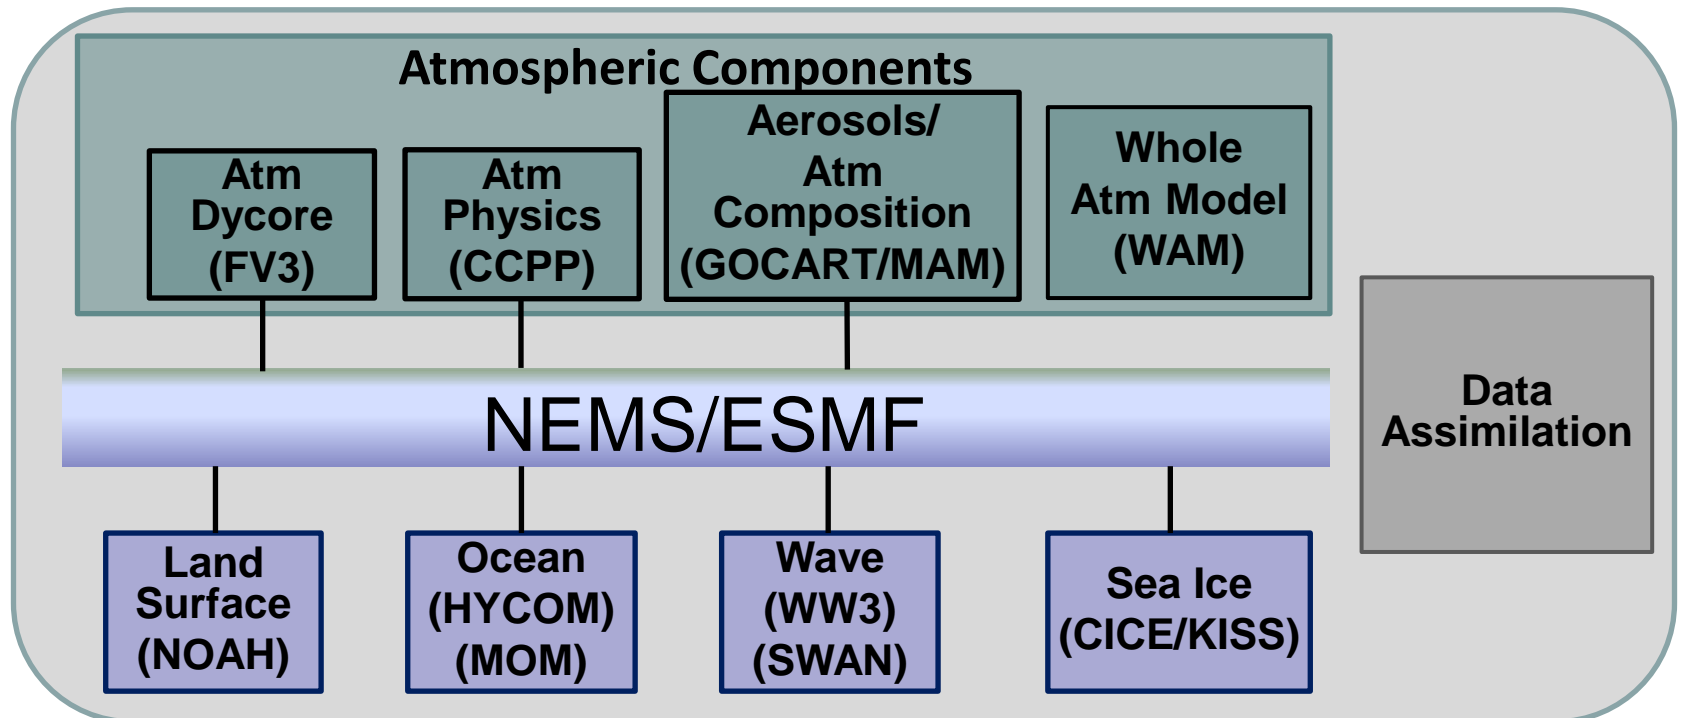 Atmospheric Components
Atm
Dycore
(FV3)
Atm
Physics
(CCPP)
Aerosols/
Atm
Composition
(GOCART/MAM)
Whole
Atm Model
(WAM)
NEMS/ESMF
Data
Assimilation
Land
Surface
(NOAH)
Ocean
(HYCOM)
(MOM)
Wave
(WW3)
(SWAN)
Sea Ice
(CICE/KISS)